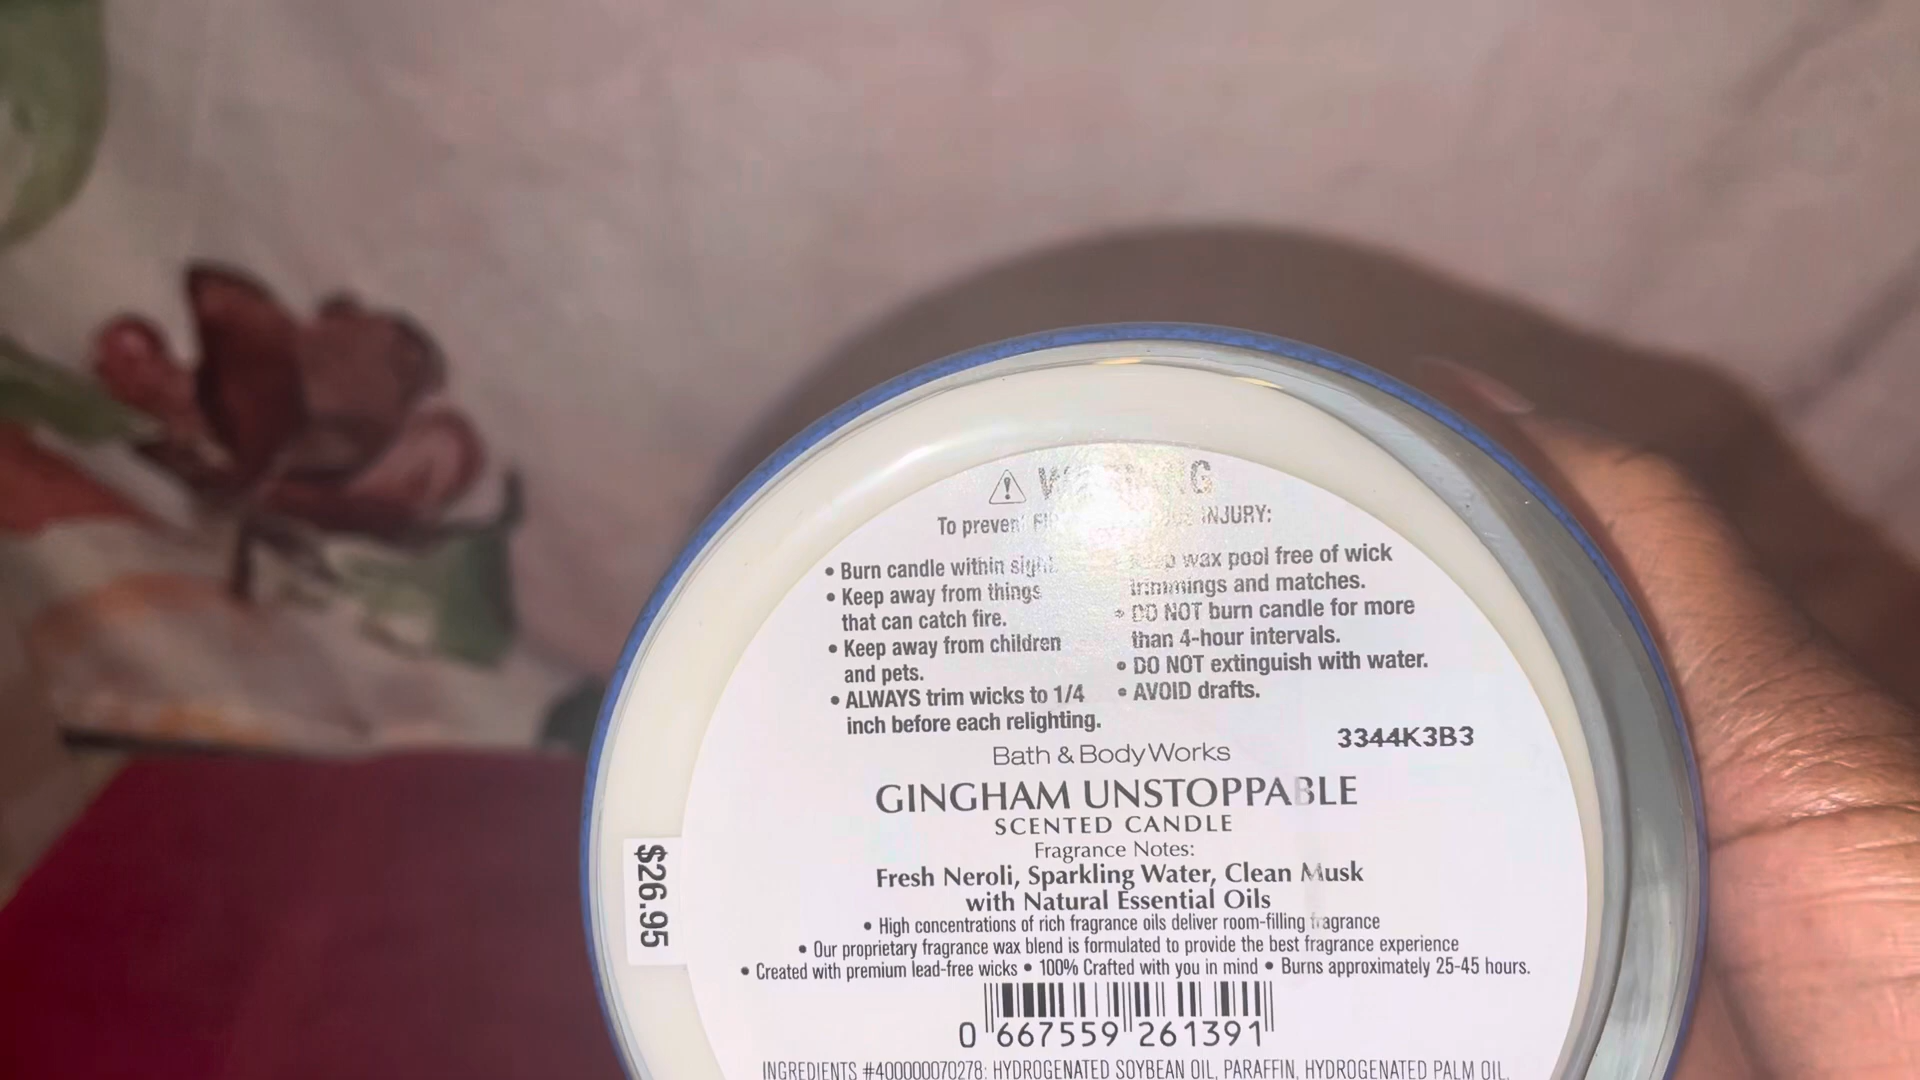 To prevent INJURY:
• Burn candle within sight.
• Keep away from things
that can catch fire.
• Keep away from children
and pets.
• ALWAYS trim wicks to 1/4
inch before each relighting.
wax pool free of wick
trimmings and matches.
• DO NOT burn candle for more
than 4-hour intervals.
• DO NOT extinguish with water.
• AVOID drafts.
3344K3B3
Bath & Body Works
GINGHAM UNSTOPPABLE
SCENTED CANDLE
Fragrance Notes:
Fresh Neroli, Sparkling Water, Clean Musk
with Natural Essential Oils
• High concentrations of rich fragrance oils deliver room-filling fragrance
• Our proprietary fragrance wax blend is formulated to provide the best fragrance experience
• Created with premium lead-free wicks • 100% Crafted with you in mind • Burns approximately 25-45 hours.
$26.95
0 667559 261391
INGREDIENTS #400000070278: HYDROGENATED SOYBEAN OIL, PARAFFIN, HYDROGENATED PALM OIL,